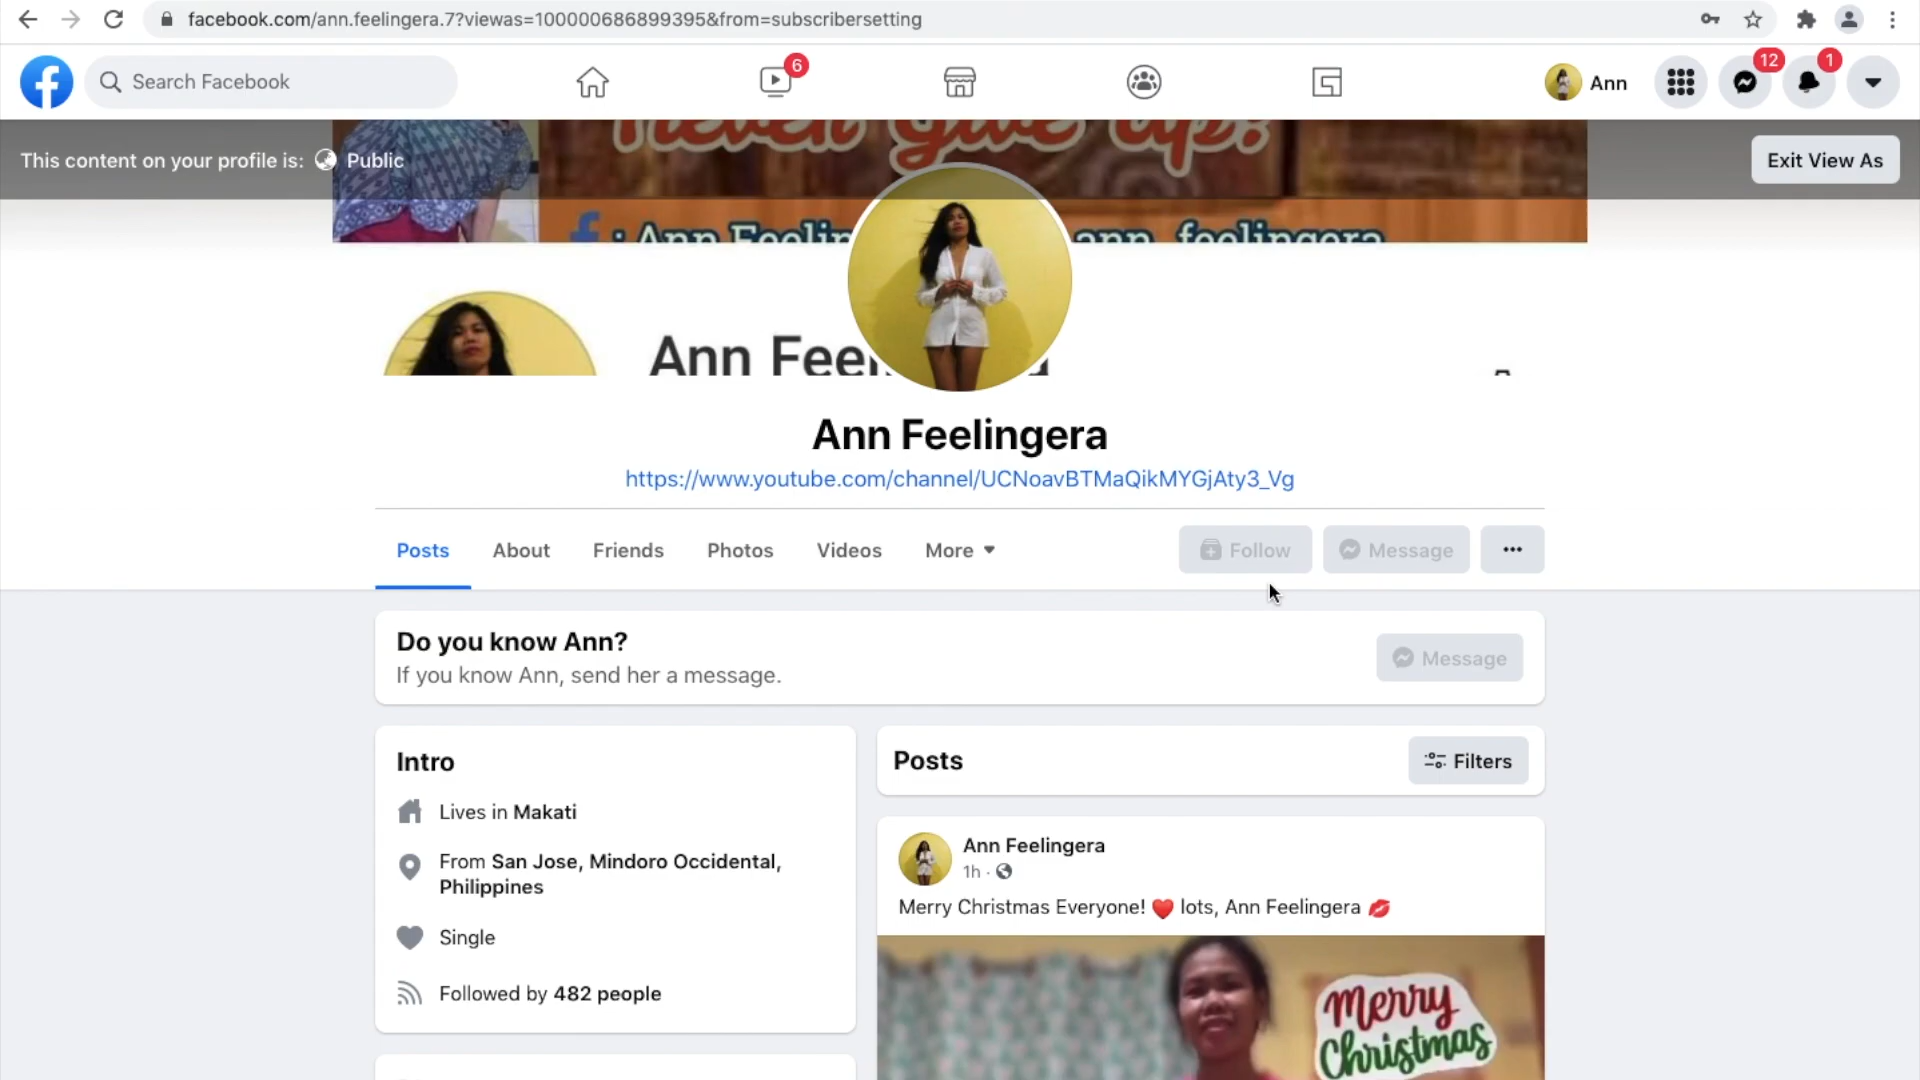 facebook.com/ann.feelingera.7?viewas=100000686899395&from=subscribersetting
Search Facebook
6
Ann
12
1
never give up!
This content on your profile is: Public
Exit View As
Ann Feelingera
https://www.youtube.com/channel/UCNoavBTMaQikMYGjAty3_Vg
Posts About Friends Photos Videos More
Follow Message
Do you know Ann?
If you know Ann, send her a message.
Message
Intro
Lives in Makati
From San Jose, Mindoro Occidental,
Philippines
Single
Followed by 482 people
Posts
Filters
Ann Feelingera
1h ·
Merry Christmas Everyone! ❤️ lots, Ann Feelingera 💋
Merry
Christmas